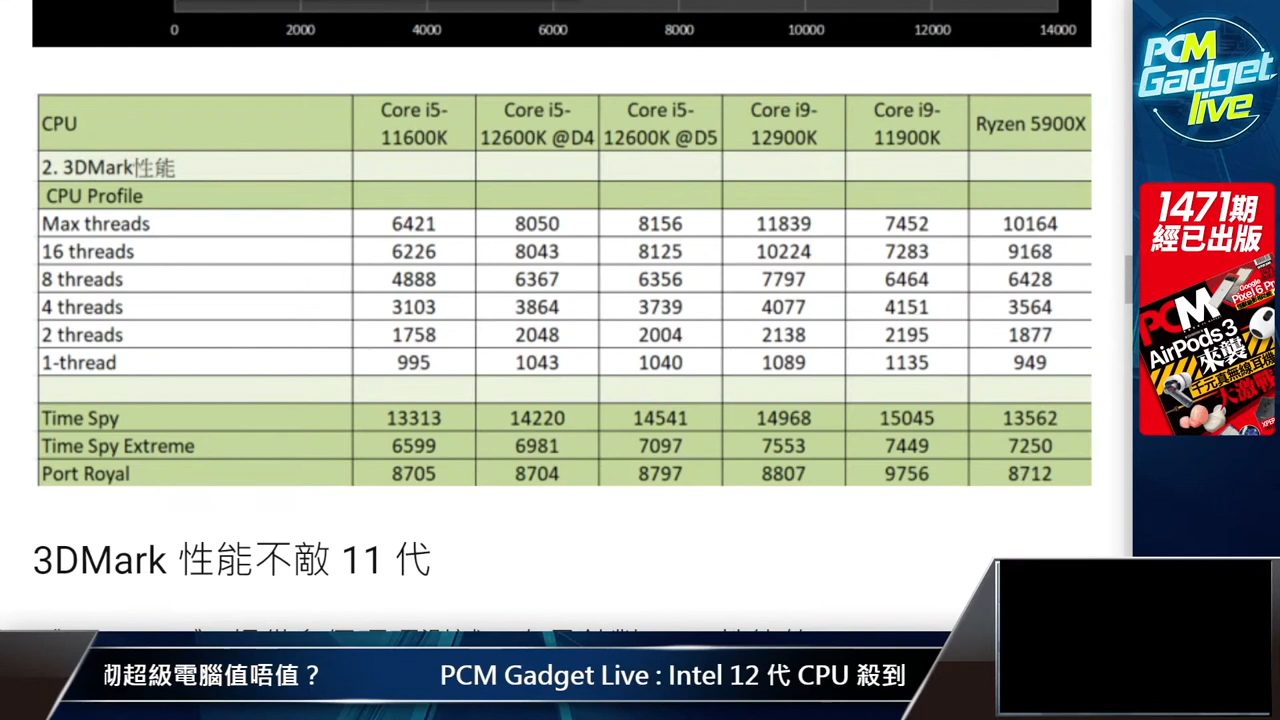 0 2000 4000 6000 8000 10000 12000 14000
CPU Core i5-11600K Core i5-12600K @D4 Core i5-12600K @D5 Core i9-12900K Core i9-11900K Ryzen 5900X
2. 3DMark性能
CPU Profile
Max threads 6421 8050 8156 11839 7452 10164
16 threads 6226 8043 8125 10224 7283 9168
8 threads 4888 6367 6356 7797 6464 6428
4 threads 3103 3864 3739 4077 4151 3564
2 threads 1758 2048 2004 2138 2195 1877
1-thread 995 1043 1040 1089 1135 949
Time Spy 13313 14220 14541 14968 15045 13562
Time Spy Extreme 6599 6981 7097 7553 7449 7250
Port Royal 8705 8704 8797 8807 9756 8712
3DMark 性能不敵 11 代
超級電腦值唔值？ PCM Gadget Live : Intel 12 代 CPU 殺到
PCM
Gadget
live
1471期
經已出版
Google
Pixel 6 Pr
PCM
AirPods 3
來襲
千元真無線耳機
大激戰
XPER